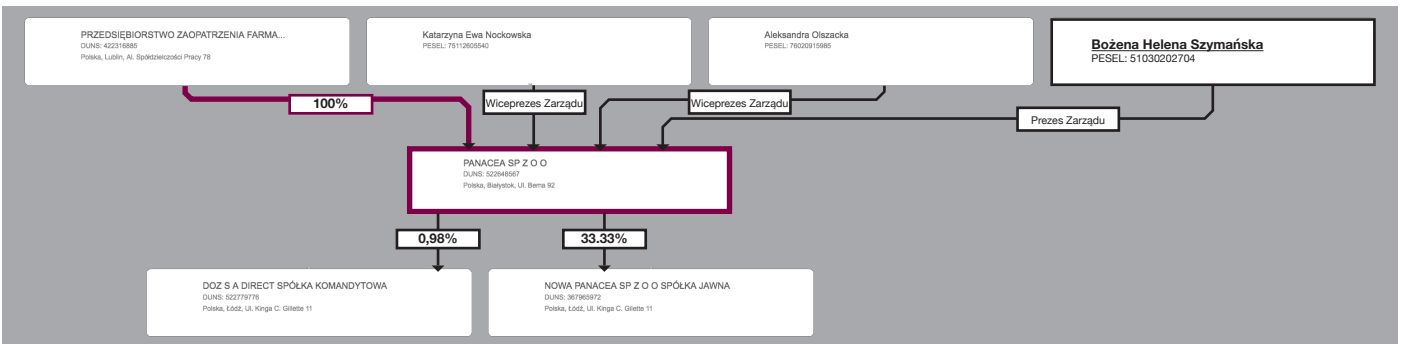 PRZEDSIĘBIORSTWO ZAOPATRZENIA FARMA...
DUNS: 422316885
Polska, Lublin, Al. Spółdzielczości Pracy 78
Katarzyna Ewa Nockowska
PESEL: 75112605540
Aleksandra Olszacka
PESEL: 76020915985
Bożena Helena Szymańska
PESEL: 51030202704
100%
Wiceprezes Zarządu
Wiceprezes Zarządu
Prezes Zarządu
PANACEA SP Z O O
DUNS: 522648567
Polska, Białystok, Ul. Bema 92
0,98%
33.33%
DOZ S A DIRECT SPÓŁKA KOMANDYTOWA
DUNS: 522779776
Polska, Łódź, Ul. Kinga C. Gillette 11
NOWA PANACEA SP Z O O SPÓŁKA JAWNA
DUNS: 367965972
Polska, Łódź, Ul. Kinga C. Gillette 11